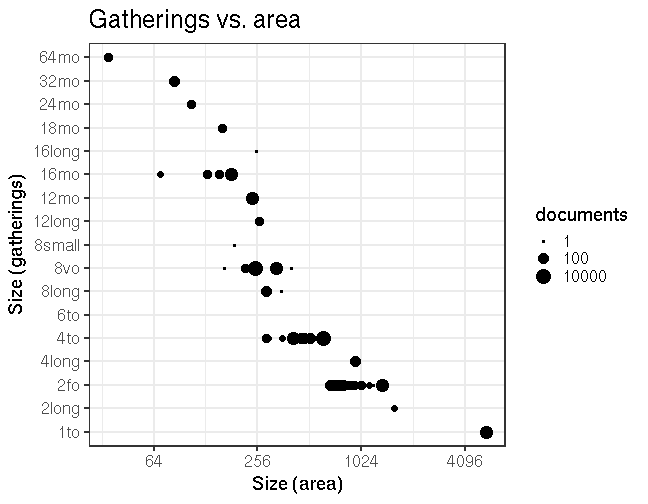 Gatherings vs. area
Size (gatherings)
64mo
32mo
24mo
18mo
16long
16mo
12mo
12long
8small
8vo
8long
6to
4to
4long
2fo
2long
1to
64
256
1024
4096
Size (area)
documents
1
100
10000